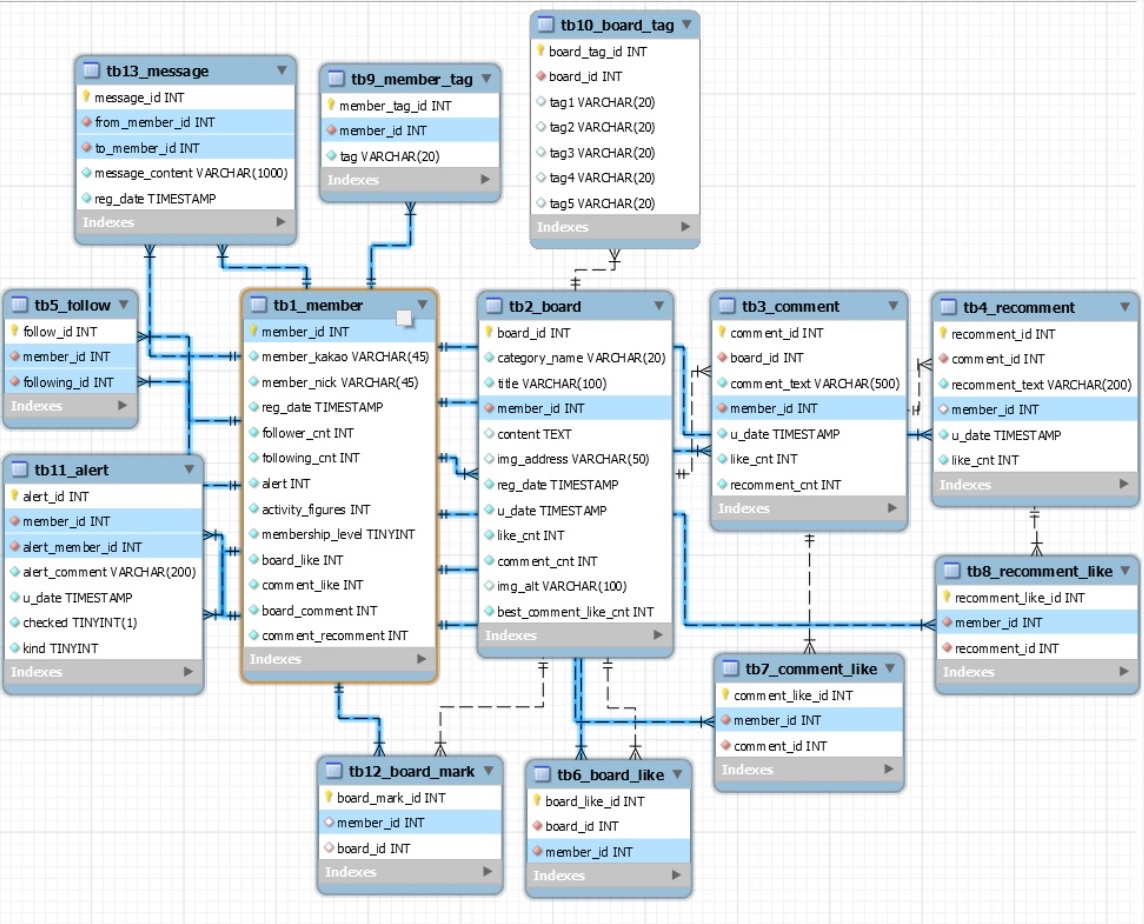 tb10_board_tag
board_tag_id INT
board_id INT
tag1 VARCHAR(20)
tag2 VARCHAR(20)
tag3 VARCHAR(20)
tag4 VARCHAR(20)
tag5 VARCHAR(20)
Indexes
tb13_message
message_id INT
from_member_id INT
to_member_id INT
message_content VARCHAR(1000)
reg_date TIMESTAMP
Indexes
tb9_member_tag
member_tag_id INT
member_id INT
tag VARCHAR(20)
Indexes
tb5_follow
follow_id INT
member_id INT
following_id INT
Indexes
tb1_member
member_id INT
member_kakao VARCHAR(45)
member_nick VARCHAR(45)
reg_date TIMESTAMP
follower_cnt INT
following_cnt INT
alert INT
activity_figures INT
membership_level TINYINT
board_like INT
comment_like INT
board_comment INT
comment_recomment INT
Indexes
tb2_board
board_id INT
category_name VARCHAR(20)
title VARCHAR(100)
member_id INT
content TEXT
img_address VARCHAR(50)
reg_date TIMESTAMP
u_date TIMESTAMP
like_cnt INT
comment_cnt INT
img_alt VARCHAR(100)
best_comment_like_cnt INT
Indexes
tb3_comment
comment_id INT
board_id INT
comment_text VARCHAR(500)
member_id INT
u_date TIMESTAMP
like_cnt INT
recomment_cnt INT
Indexes
tb4_recomment
recomment_id INT
comment_id INT
recomment_text VARCHAR(200)
member_id INT
u_date TIMESTAMP
like_cnt INT
Indexes
tb11_alert
alert_id INT
member_id INT
alert_member_id INT
alert_comment VARCHAR(200)
u_date TIMESTAMP
checked TINYINT(1)
kind TINYINT
Indexes
tb8_recomment_like
recomment_like_id INT
member_id INT
recomment_id INT
Indexes
tb7_comment_like
comment_like_id INT
member_id INT
comment_id INT
Indexes
tb12_board_mark
board_mark_id INT
member_id INT
board_id INT
Indexes
tb6_board_like
board_like_id INT
board_id INT
member_id INT
Indexes